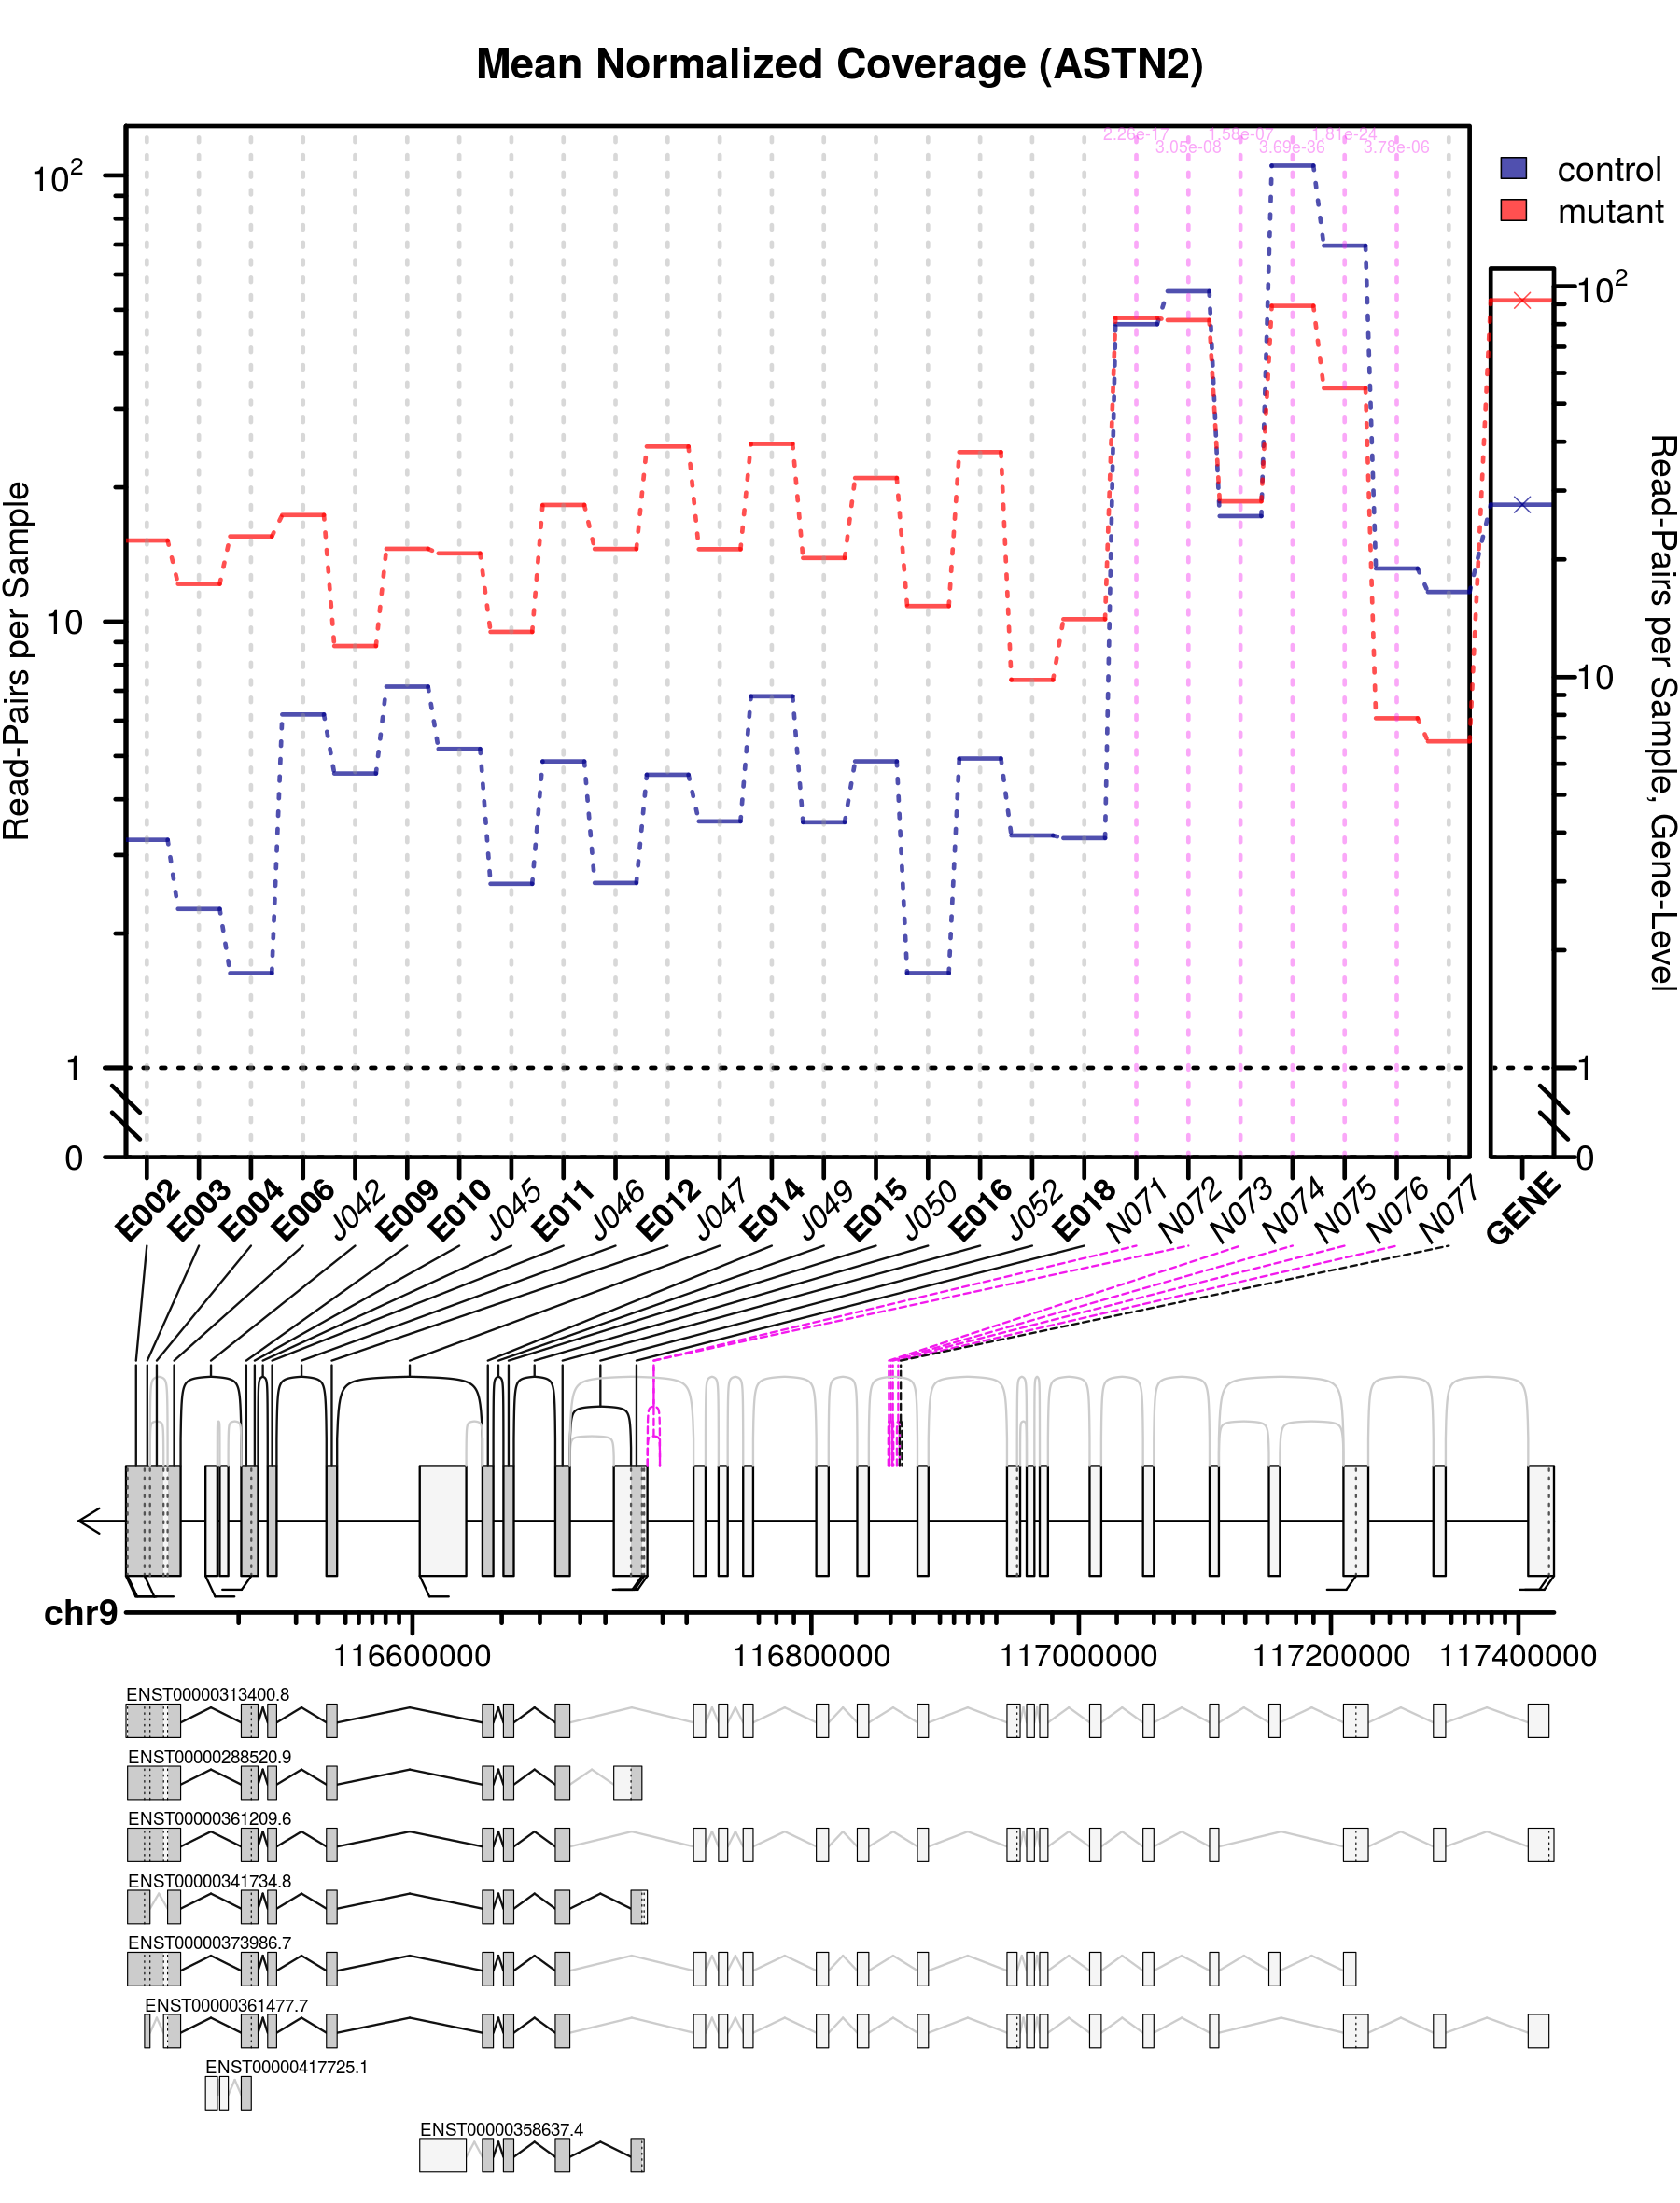 Mean Normalized Coverage (ASTN2)
2.26e-17 1.58e-07 1.81e-24
3.05e-08 3.69e-36 3.78e-06
control
mutant
Read-Pairs per Sample
10²
10
1
0
10²
10
1
0
Read-Pairs per Sample, Gene-Level
E002 E003 E004 E006 J042 E009 E010 J045 E011 J046 E012 J047 E014 J049 E015 J050 E016 J052 E018 N071 N072 N073 N074 N075 N076 N077 GENE
chr9
116600000 116800000 117000000 117200000 117400000
ENST00000313400.8
ENST00000288520.9
ENST00000361209.6
ENST00000341734.8
ENST00000373986.7
ENST00000361477.7
ENST00000417725.1
ENST00000358637.4